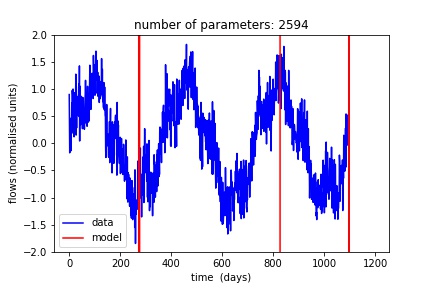 number of parameters: 2594
flows (normalised units)
2.0
1.5
1.0
0.5
0.0
−0.5
−1.0
−1.5
−2.0
data
model
0 200 400 600 800 1000 1200
time (days)